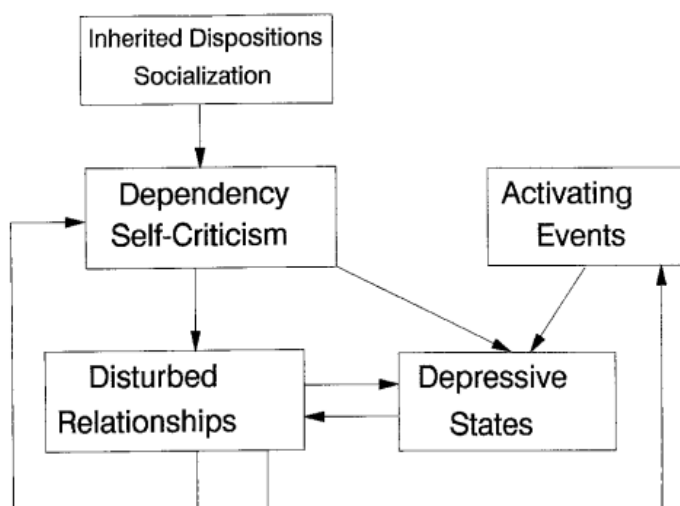 Inherited Dispositions
Socialization
Dependency
Self-Criticism
Activating
Events
Disturbed
Relationships
Depressive
States